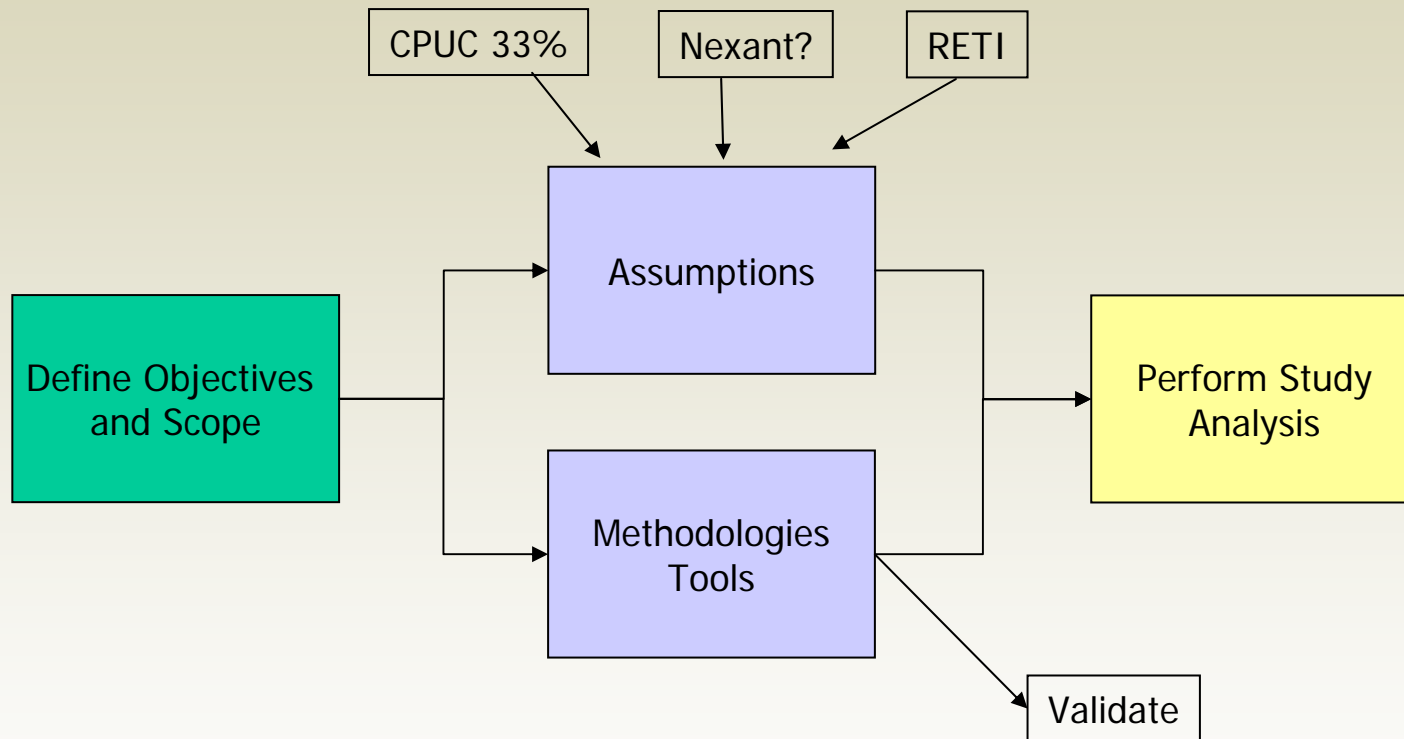 CPUC 33%
Nexant?
RETI
Assumptions
Define Objectives
and Scope
Perform Study
Analysis
Methodologies
Tools
Validate